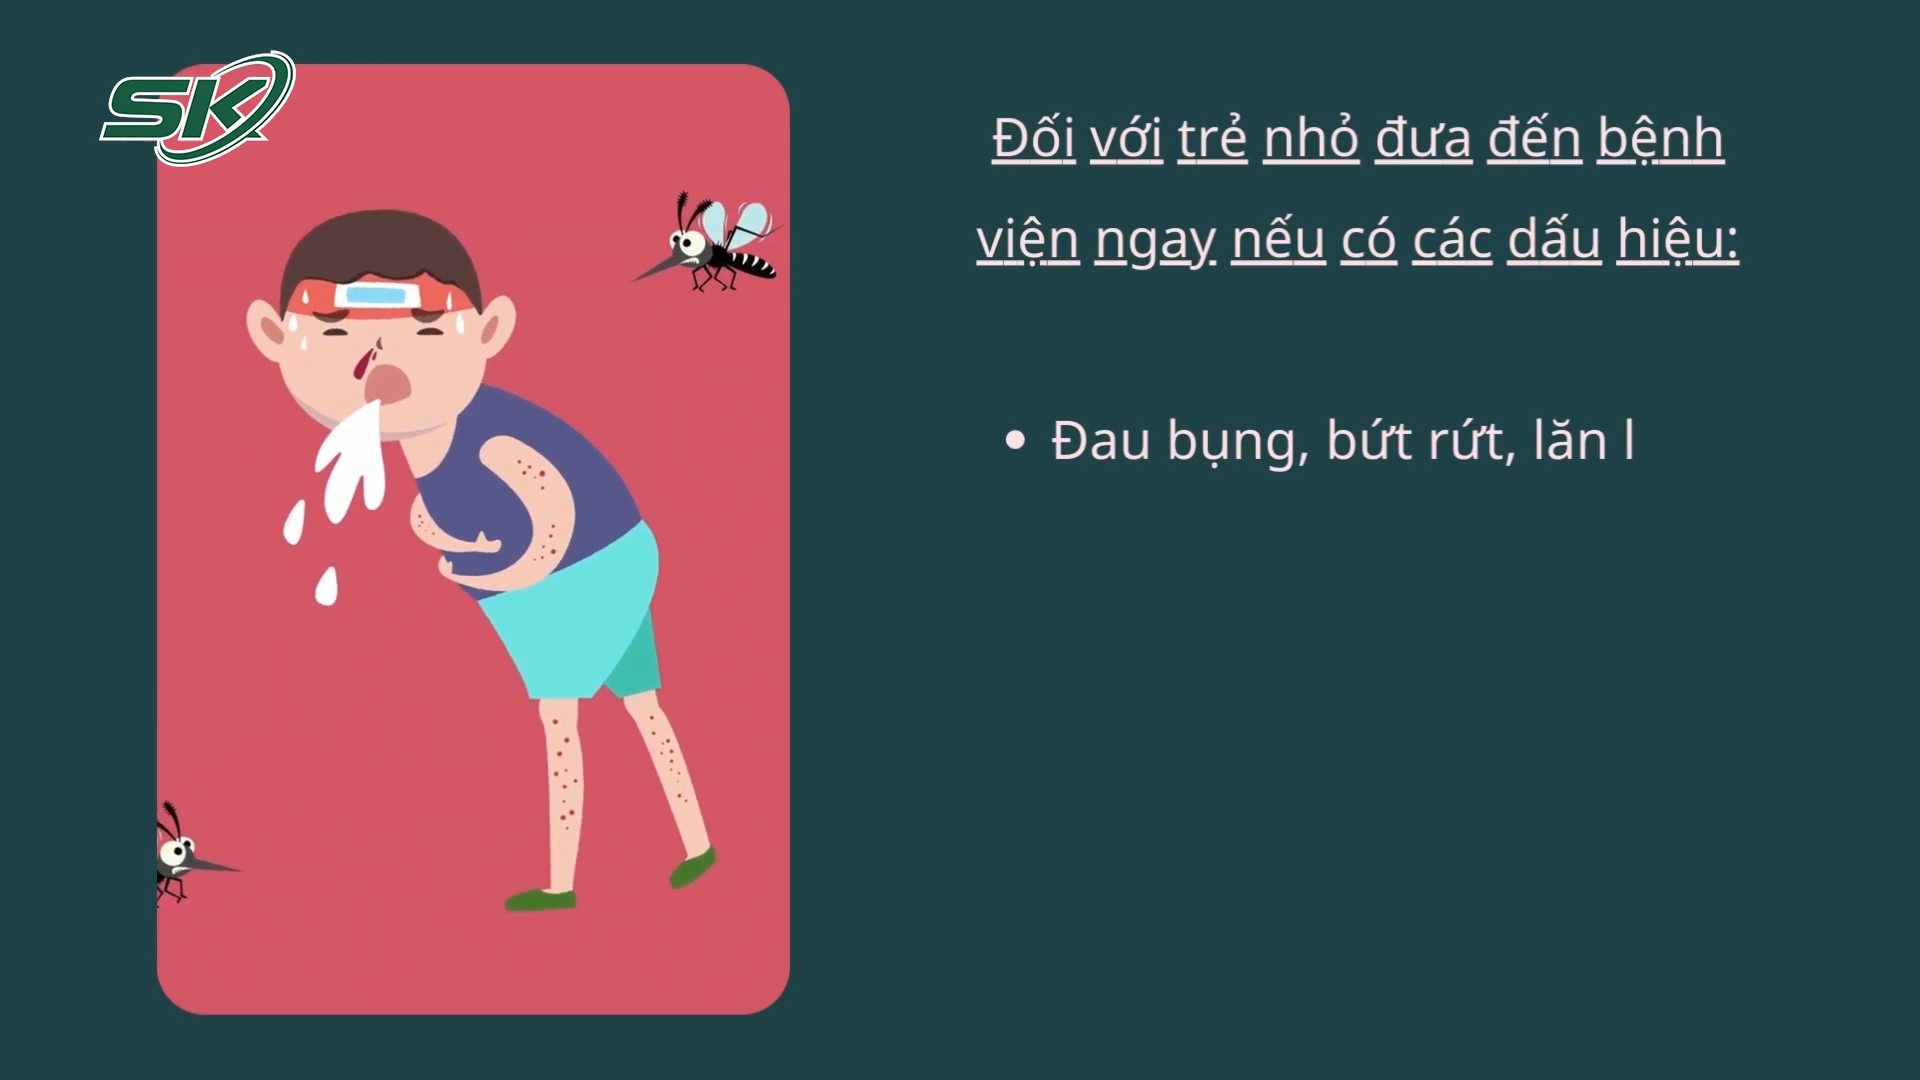 SK
Đối với trẻ nhỏ đưa đến bệnh
viện ngay nếu có các dấu hiệu:
• Đau bụng, bứt rứt, lăn l